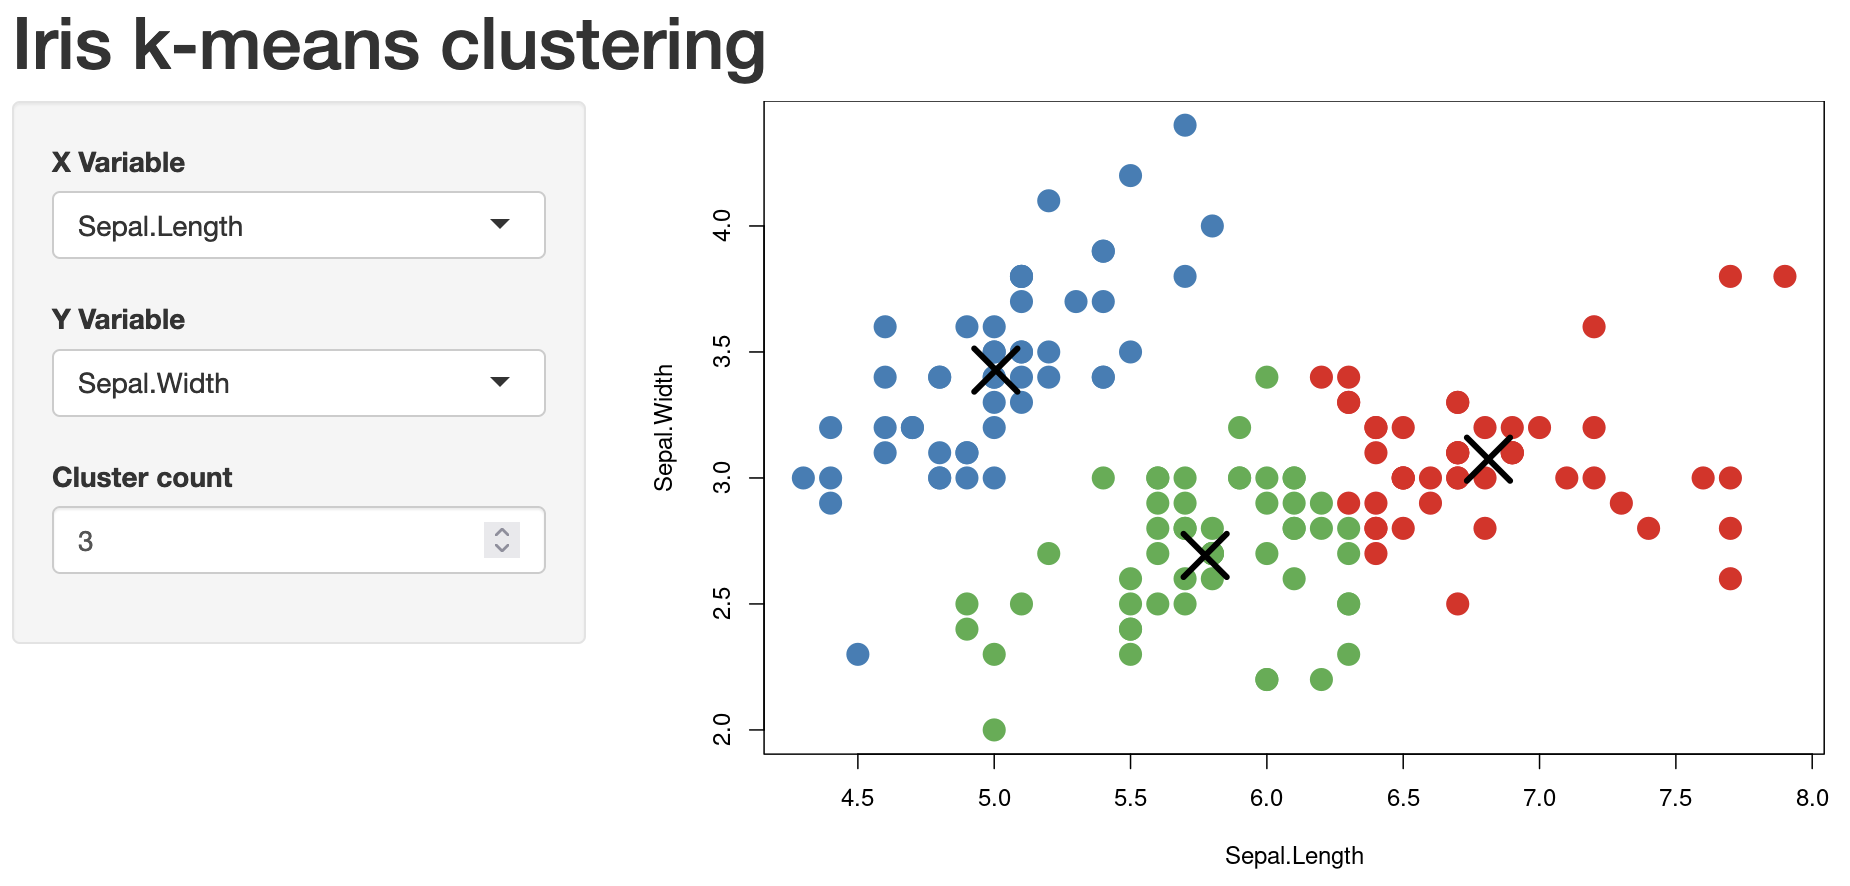 Iris k-means clustering
X Variable
Sepal.Length
Y Variable
Sepal.Width
Cluster count
3
Sepal.Width
4.0
3.5
3.0
2.5
2.0
4.5 5.0 5.5 6.0 6.5 7.0 7.5 8.0
Sepal.Length